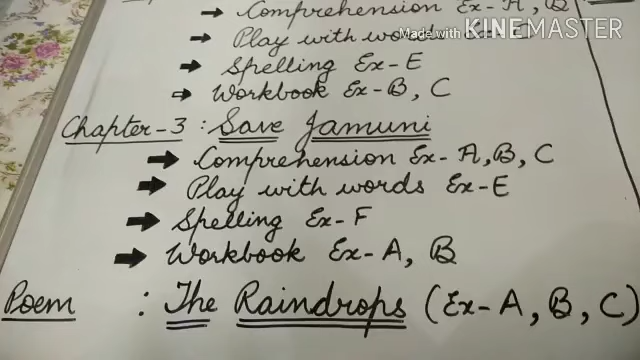 → Comprehension Ex-A, B
→ Play with words Ex-
Made with KINEMASTER
→ Spelling Ex-E
→ Workbook Ex-B, C
Chapter-3 : Save Jamuni
→ Comprehension Ex-A, B, C
→ Play with words Ex-E
→ Spelling Ex-F
→ Workbook Ex-A, B
Poem : The Raindrops (Ex-A, B, C)